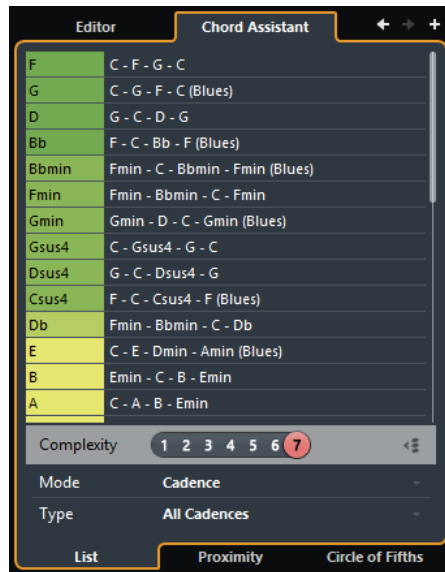 Editor Chord Assistant
F C - F - G - C
G C - G - F - C (Blues)
D G - C - D - G
Bb F - C - Bb - F (Blues)
Bbmin Fmin - C - Bbmin - Fmin (Blues)
Fmin Fmin - Bbmin - C - Fmin
Gmin Gmin - D - C - Gmin (Blues)
Gsus4 C - Gsus4 - G - C
Dsus4 G - C - Dsus4 - G
Csus4 F - C - Csus4 - F (Blues)
Db Fmin - Bbmin - C - Db
E C - E - Dmin - Amin (Blues)
B Emin - C - B - Emin
A C - A - B - Emin
Complexity 1 2 3 4 5 6 7
Mode Cadence
Type All Cadences
List Proximity Circle of Fifths